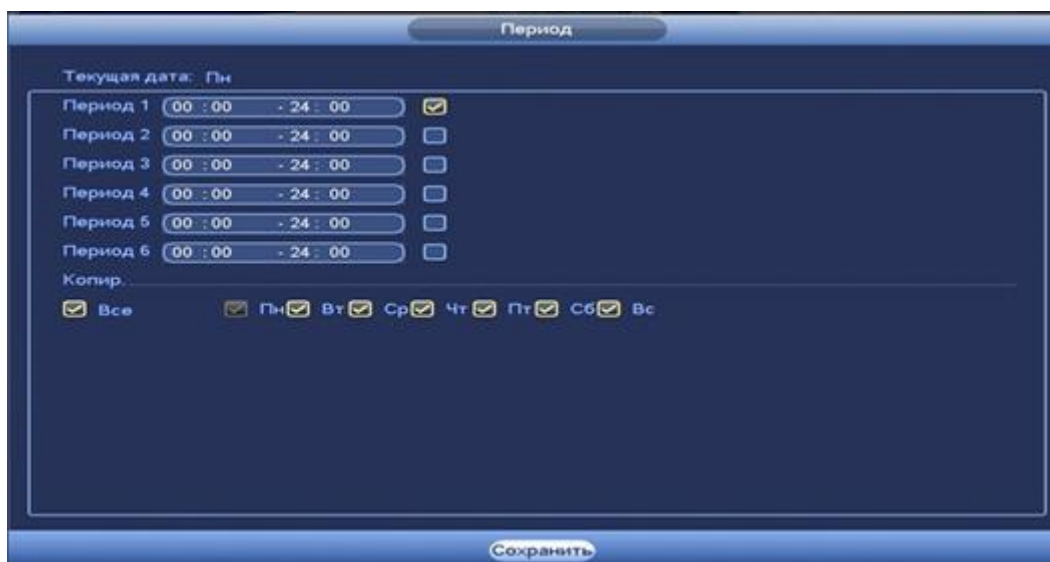 Период
Текущая дата: Пн
Период 1 00 : 00 - 24 : 00
Период 2 00 : 00 - 24 : 00
Период 3 00 : 00 - 24 : 00
Период 4 00 : 00 - 24 : 00
Период 5 00 : 00 - 24 : 00
Период 6 00 : 00 - 24 : 00
Копир.
Все Пн Вт Ср Чт Пт Сб Вс
Сохранить